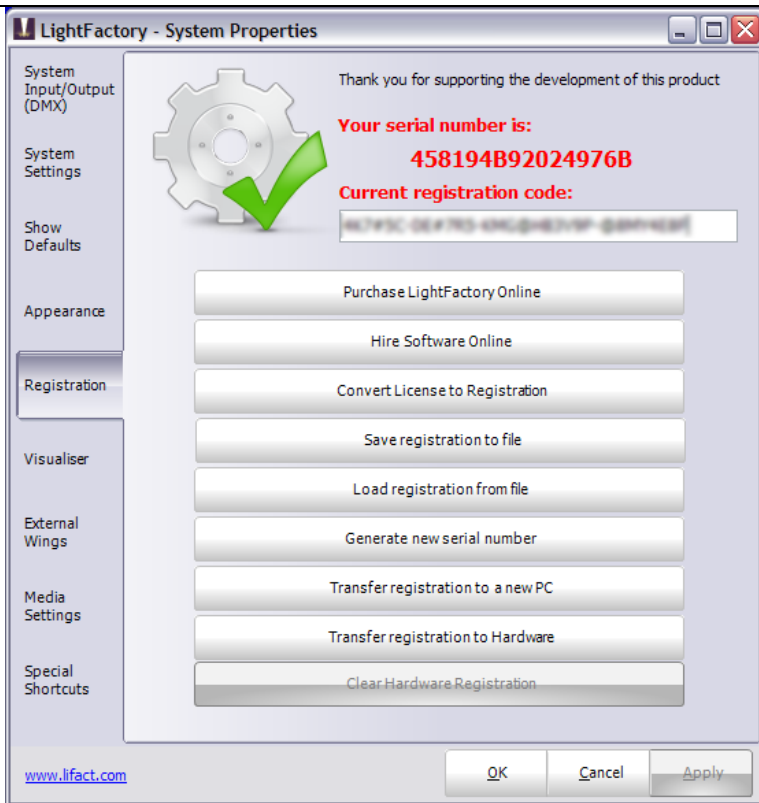 LightFactory - System Properties
System
Input/Output
(DMX)
System
Settings
Show
Defaults
Appearance
Registration
Visualiser
External
Wings
Media
Settings
Special
Shortcuts
Thank you for supporting the development of this product
Your serial number is:
458194B92024976B
Current registration code:
Purchase LightFactory Online
Hire Software Online
Convert License to Registration
Save registration to file
Load registration from file
Generate new serial number
Transfer registration to a new PC
Transfer registration to Hardware
Clear Hardware Registration
www.lifact.com
OK
Cancel
Apply